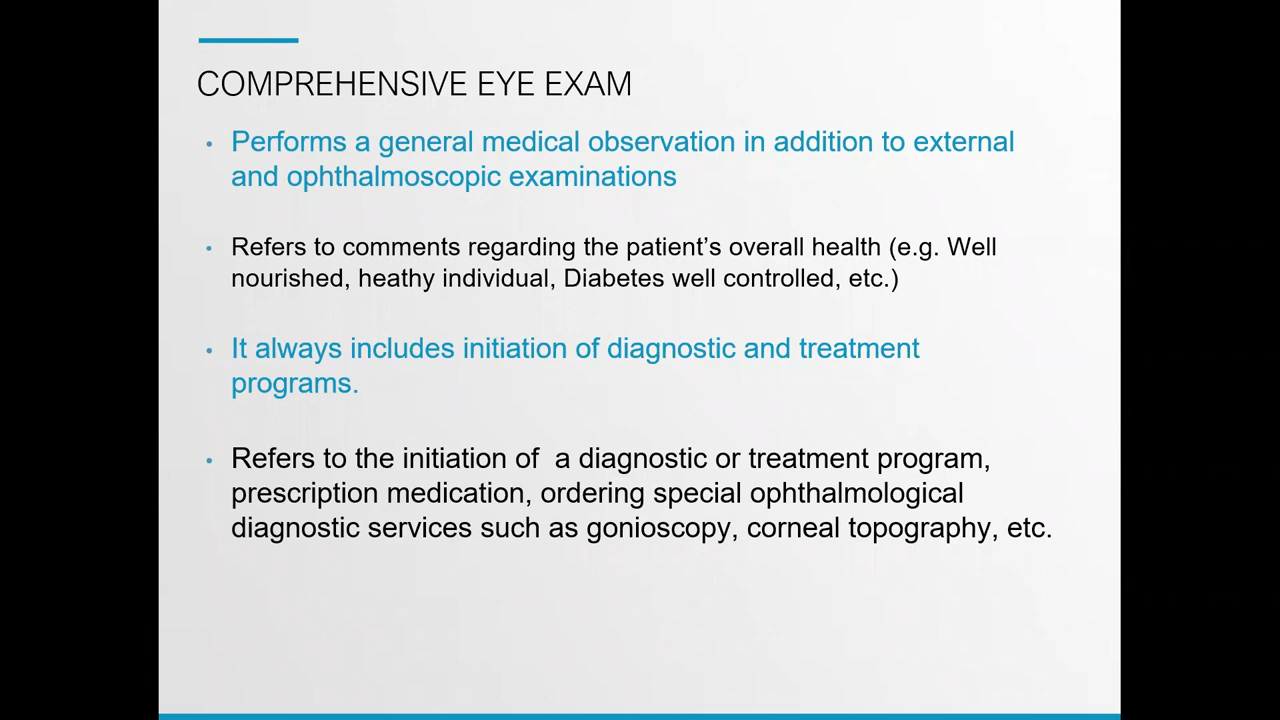 COMPREHENSIVE EYE EXAM
• Performs a general medical observation in addition to external
and ophthalmoscopic examinations
• Refers to comments regarding the patient’s overall health (e.g. Well
nourished, heathy individual, Diabetes well controlled, etc.)
• It always includes initiation of diagnostic and treatment
programs.
• Refers to the initiation of  a diagnostic or treatment program,
prescription medication, ordering special ophthalmological
diagnostic services such as gonioscopy, corneal topography, etc.